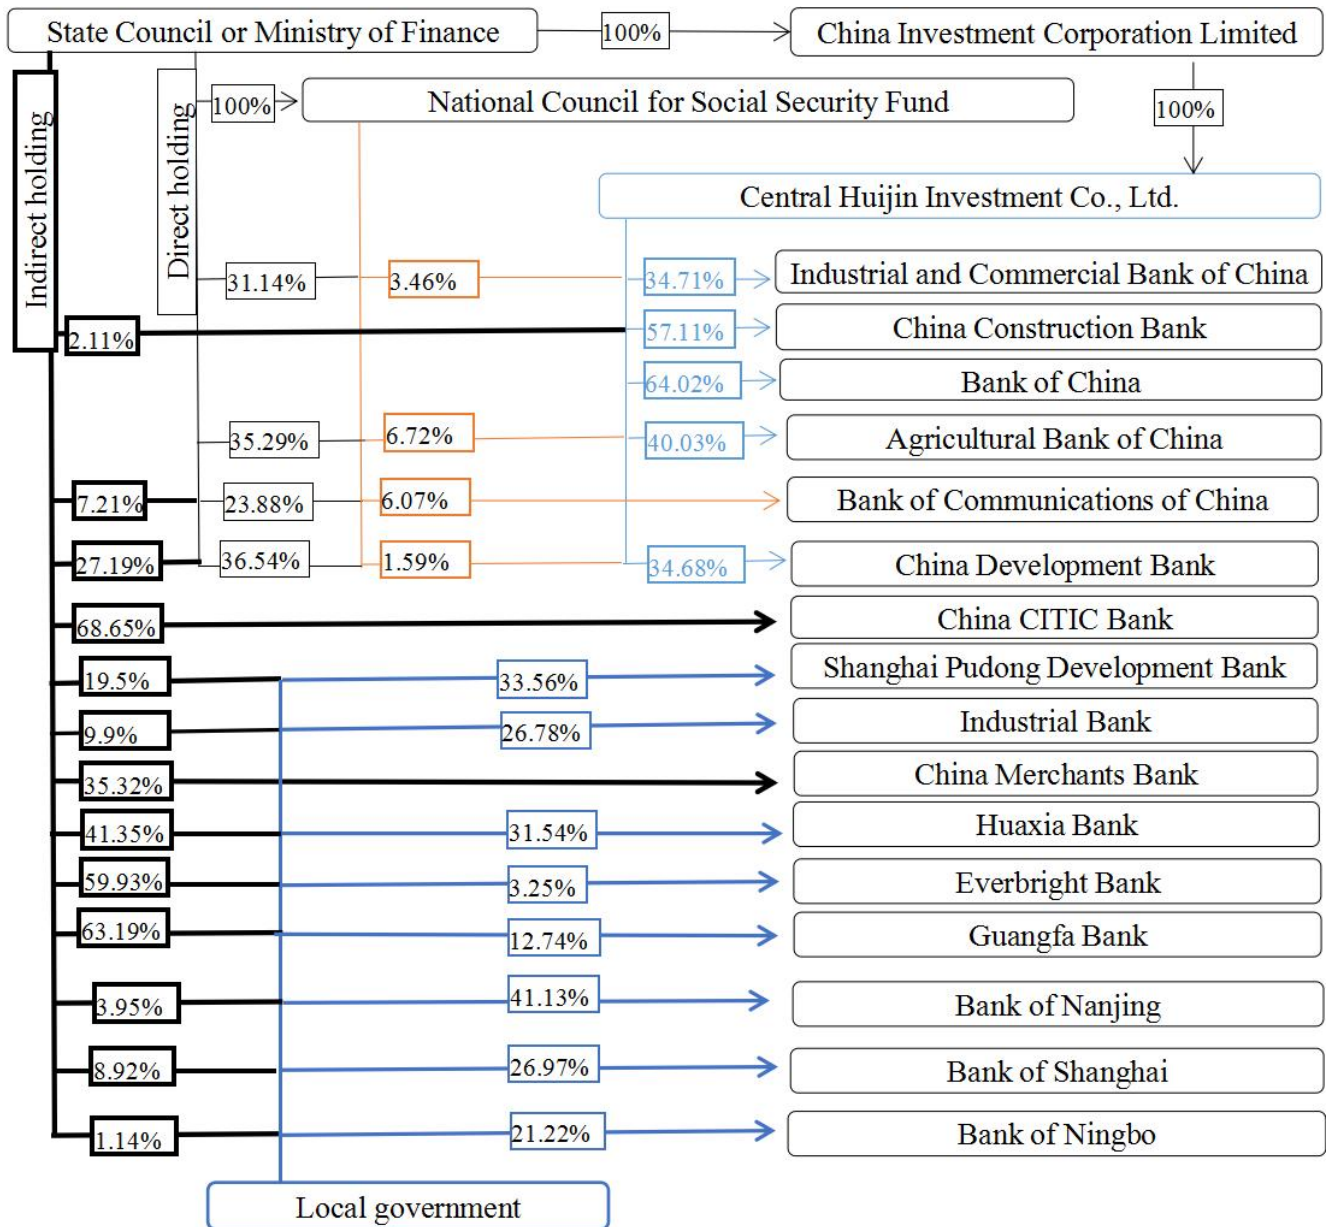 State Council or Ministry of Finance
100%
China Investment Corporation Limited
Indirect holding
Direct holding
100%
National Council for Social Security Fund
100%
Central Huijin Investment Co., Ltd.
31.14%
3.46%
34.71%
Industrial and Commercial Bank of China
2.11%
57.11%
China Construction Bank
64.02%
Bank of China
35.29%
6.72%
40.03%
Agricultural Bank of China
7.21%
23.88%
6.07%
Bank of Communications of China
27.19%
36.54%
1.59%
34.68%
China Development Bank
68.65%
China CITIC Bank
19.5%
33.56%
Shanghai Pudong Development Bank
9.9%
26.78%
Industrial Bank
35.32%
China Merchants Bank
41.35%
31.54%
Huaxia Bank
59.93%
3.25%
Everbright Bank
63.19%
12.74%
Guangfa Bank
3.95%
41.13%
Bank of Nanjing
8.92%
26.97%
Bank of Shanghai
1.14%
21.22%
Bank of Ningbo
Local government